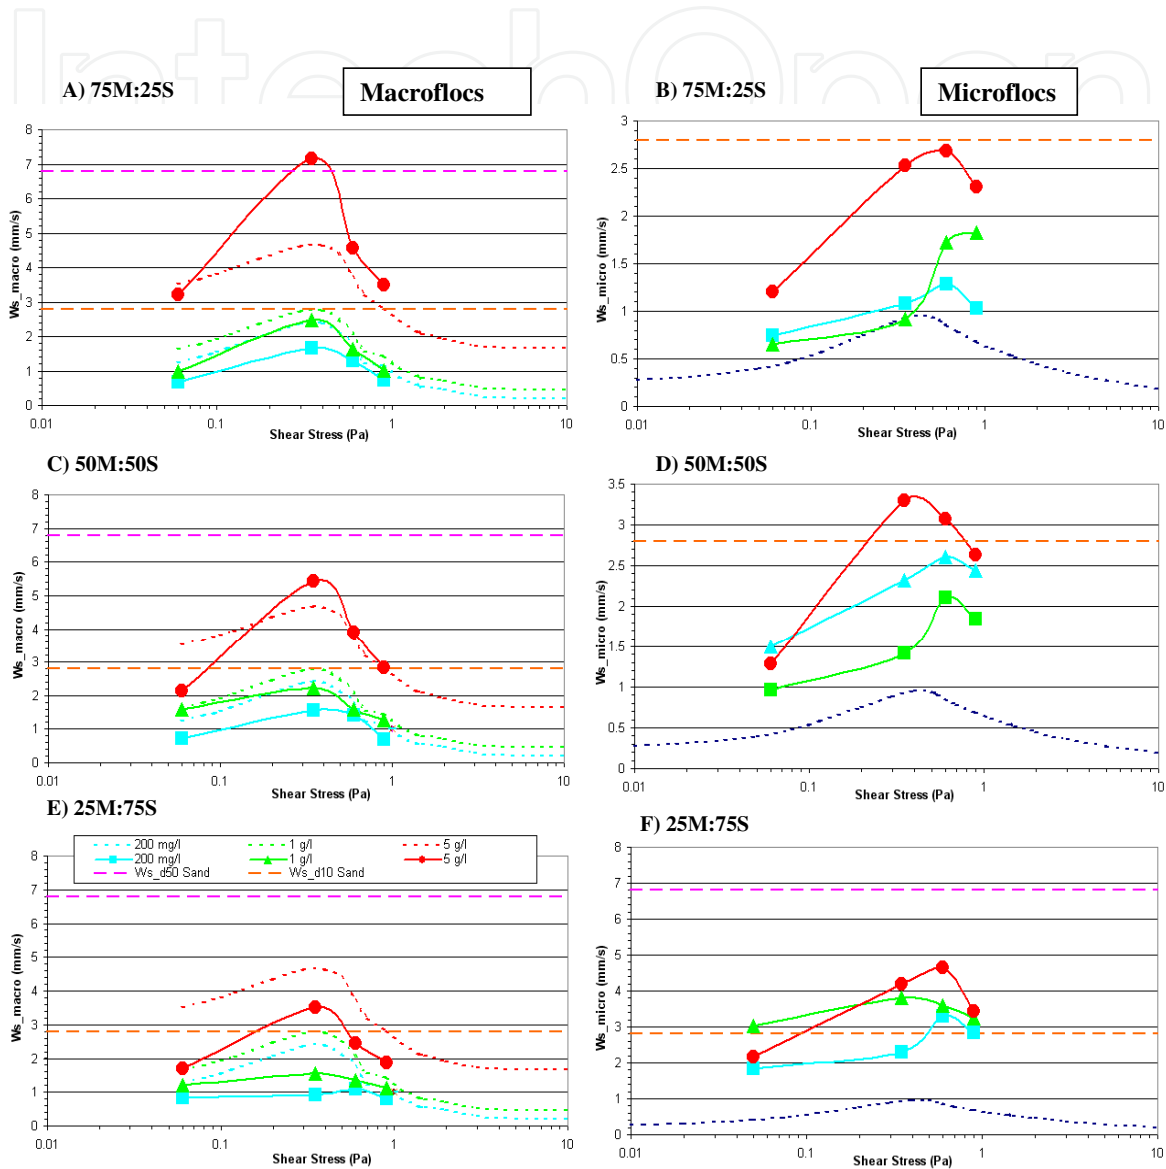 IntechOpen
A) 75M:25S
Macroflocs
B) 75M:25S
Microflocs
8
7
6
5
4
3
2
1
0
Ws_macro (mm/s)
0.01
0.1
1
10
Shear Stress (Pa)
3
2.5
2
1.5
1
0.5
0
Ws_micro (mm/s)
0.01
0.1
1
10
Shear Stress (Pa)
C) 50M:50S
D) 50M:50S
8
7
6
5
4
3
2
1
0
Ws_macro (mm/s)
0.01
0.1
1
10
Shear Stress (Pa)
3.5
3
2.5
2
1.5
1
0.5
0
Ws_micro (mm/s)
0.01
0.1
1
10
Shear Stress (Pa)
E) 25M:75S
F) 25M:75S
200 mg/l
1 g/l
5 g/l
200 mg/l
1 g/l
5 g/l
Ws_d50 Sand
Ws_d10 Sand
8
7
6
5
4
3
2
1
0
Ws_macro (mm/s)
0.01
0.1
1
10
Shear Stress (Pa)
8
7
6
5
4
3
2
1
0
Ws_micro (mm/s)
0.01
0.1
1
10
Shear Stress (Pa)